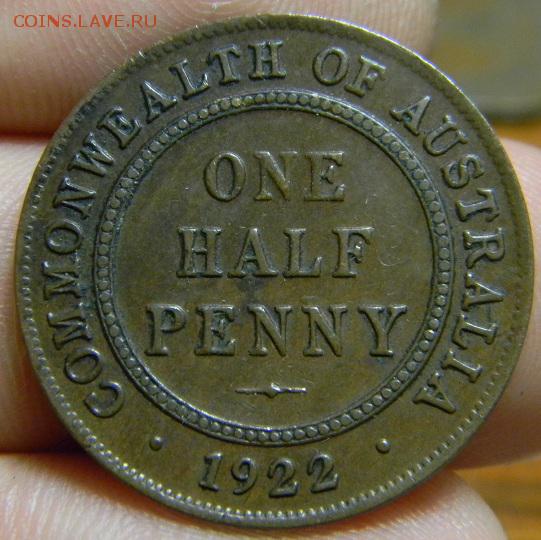 COINS.LAVE.RU
COMMONWEALTH OF AUSTRALIA
ONE
HALF
PENNY
· 1922 ·